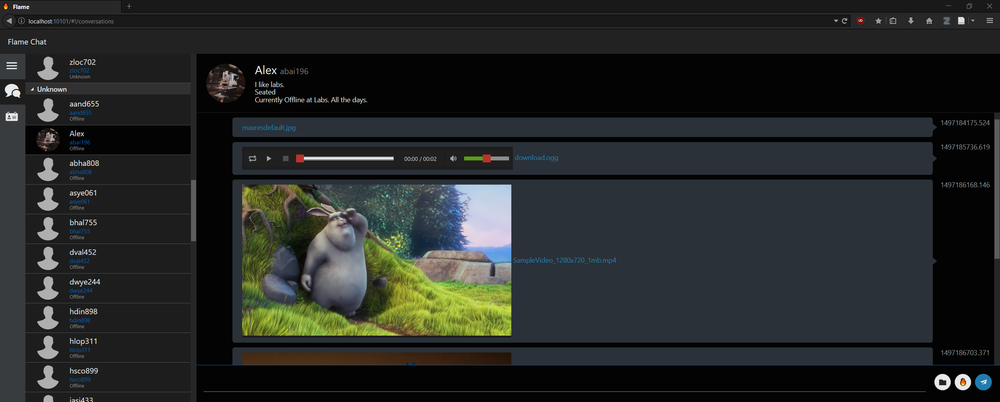 Flame
localhost:10101/#!/conversations
Flame Chat
zloc702
zloc702
Unknown
Unknown
aand655
aand655
Offline
Alex
abai196
Offline
abha808
abha808
Offline
asye061
asye061
Offline
bhal755
bhal755
Offline
dval452
dval452
Offline
dwye244
dwye244
Offline
hdin898
hdin898
Offline
hlop311
hlop311
Offline
hsco899
hsco899
Offline
Alex abai196
I like labs.
Seated
Currently Offline at Labs. All the days.
maxresdefault.jpg
1497184175.524
00:00 / 00:02
download.ogg
1497185736.619
SampleVideo_1280x720_1mb.mp4
1497186168.146
1497186703.371